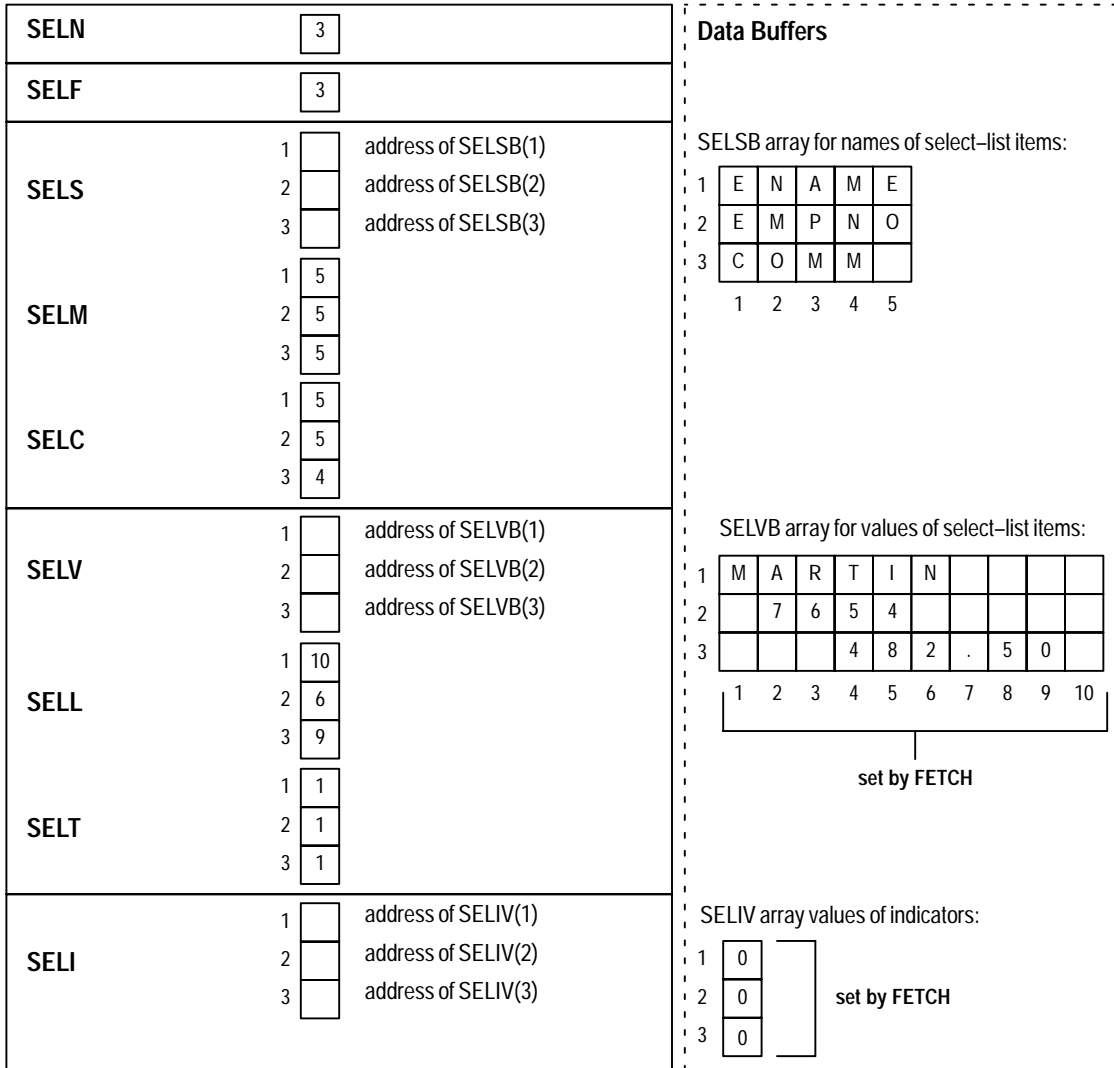 SELN 3
SELF 3
SELS
1 address of SELSB(1)
2 address of SELSB(2)
3 address of SELSB(3)
SELM
1 5
2 5
3 5
SELC
1 5
2 5
3 4
SELV
1 address of SELVB(1)
2 address of SELVB(2)
3 address of SELVB(3)
SELL
1 10
2 6
3 9
SELT
1 1
2 1
3 1
SELI
1 address of SELIV(1)
2 address of SELIV(2)
3 address of SELIV(3)
Data Buffers
SELSB array for names of select–list items:
1 E N A M E
2 E M P N O
3 C O M M
1 2 3 4 5
SELVB array for values of select–list items:
1 M A R T I N
2 7 6 5 4
3 4 8 2 . 5 0
1 2 3 4 5 6 7 8 9 10
set by FETCH
SELIV array values of indicators:
1 0
2 0
3 0
set by FETCH